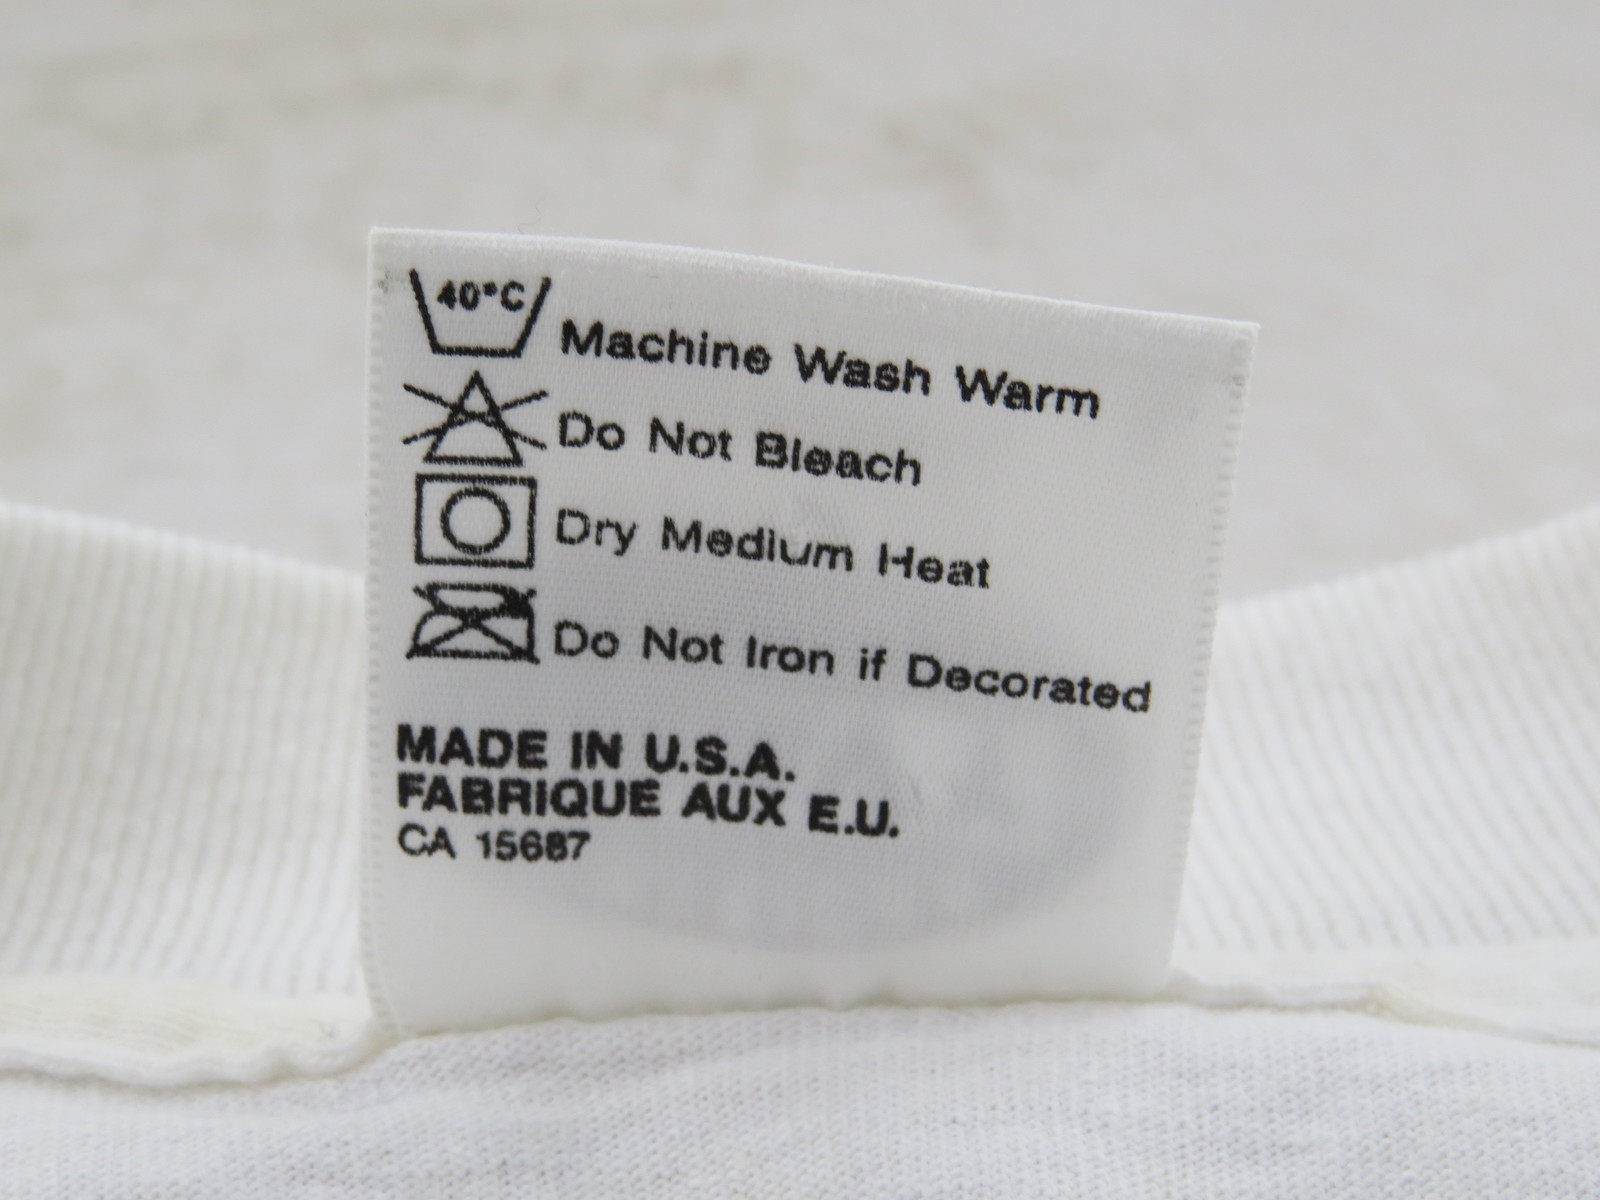 40°C
Machine Wash Warm
Do Not Bleach
Dry Medium Heat
Do Not Iron if Decorated
MADE IN U.S.A.
FABRIQUE AUX E.U.
CA 15687